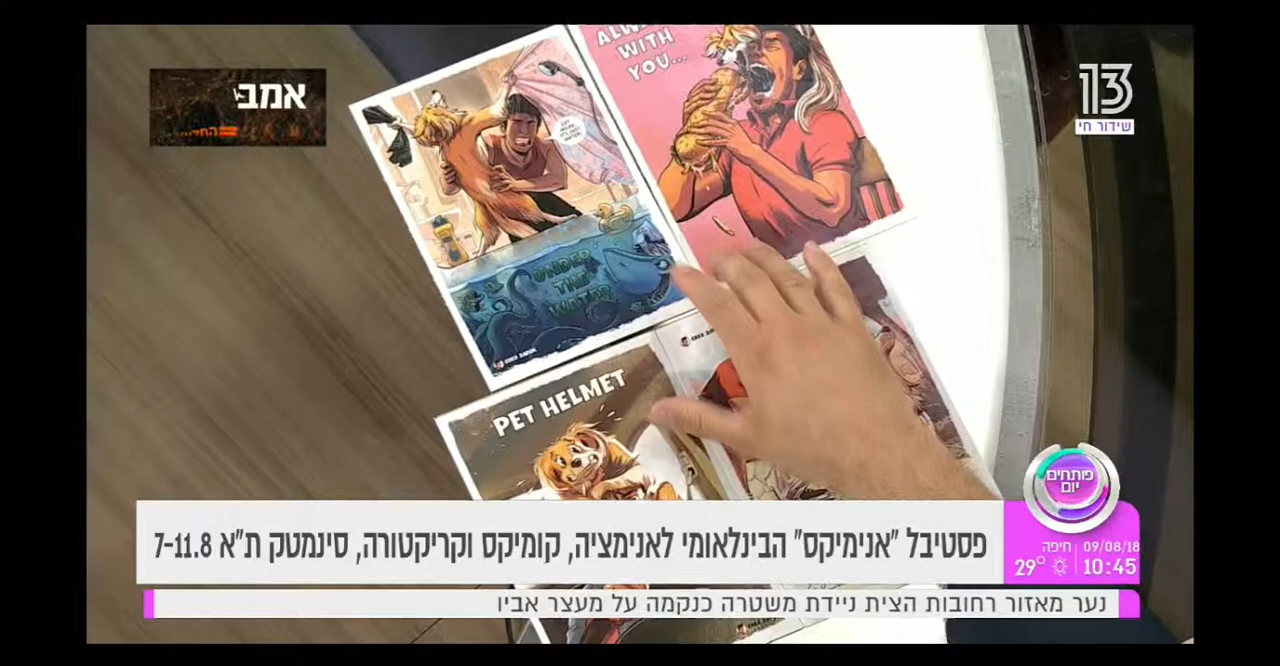 אמב
החד...
13
שידור חי
ALWAYS
WITH
YOU...
UNDER
THE
WATER
PET HELMET
פותחים
יום
פסטיבל "אנימיקס" הבינלאומי לאנימציה, קומיקס וקריקטורה, סינמטק ת"א 7-11.8
חיפה
29°
09/08/18
10:45
נער מאזור רחובות הצית ניידת משטרה כנקמה על מעצר אביו